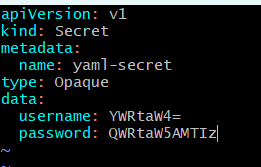 apiVersion: v1
kind: Secret
metadata:
  name: yaml-secret
type: Opaque
data:
  username: YWRtaW4=
  password: QWRtaW5AMTIz
~
~